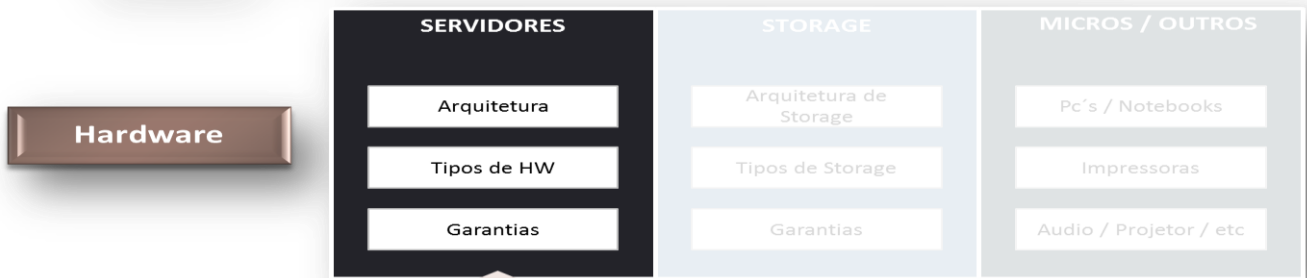 Hardware
SERVIDORES
Arquitetura
Tipos de HW
Garantias
STORAGE
Arquitetura de
Storage
Tipos de Storage
Garantias
MICROS / OUTROS
Pc´s / Notebooks
Impressoras
Audio / Projetor / etc